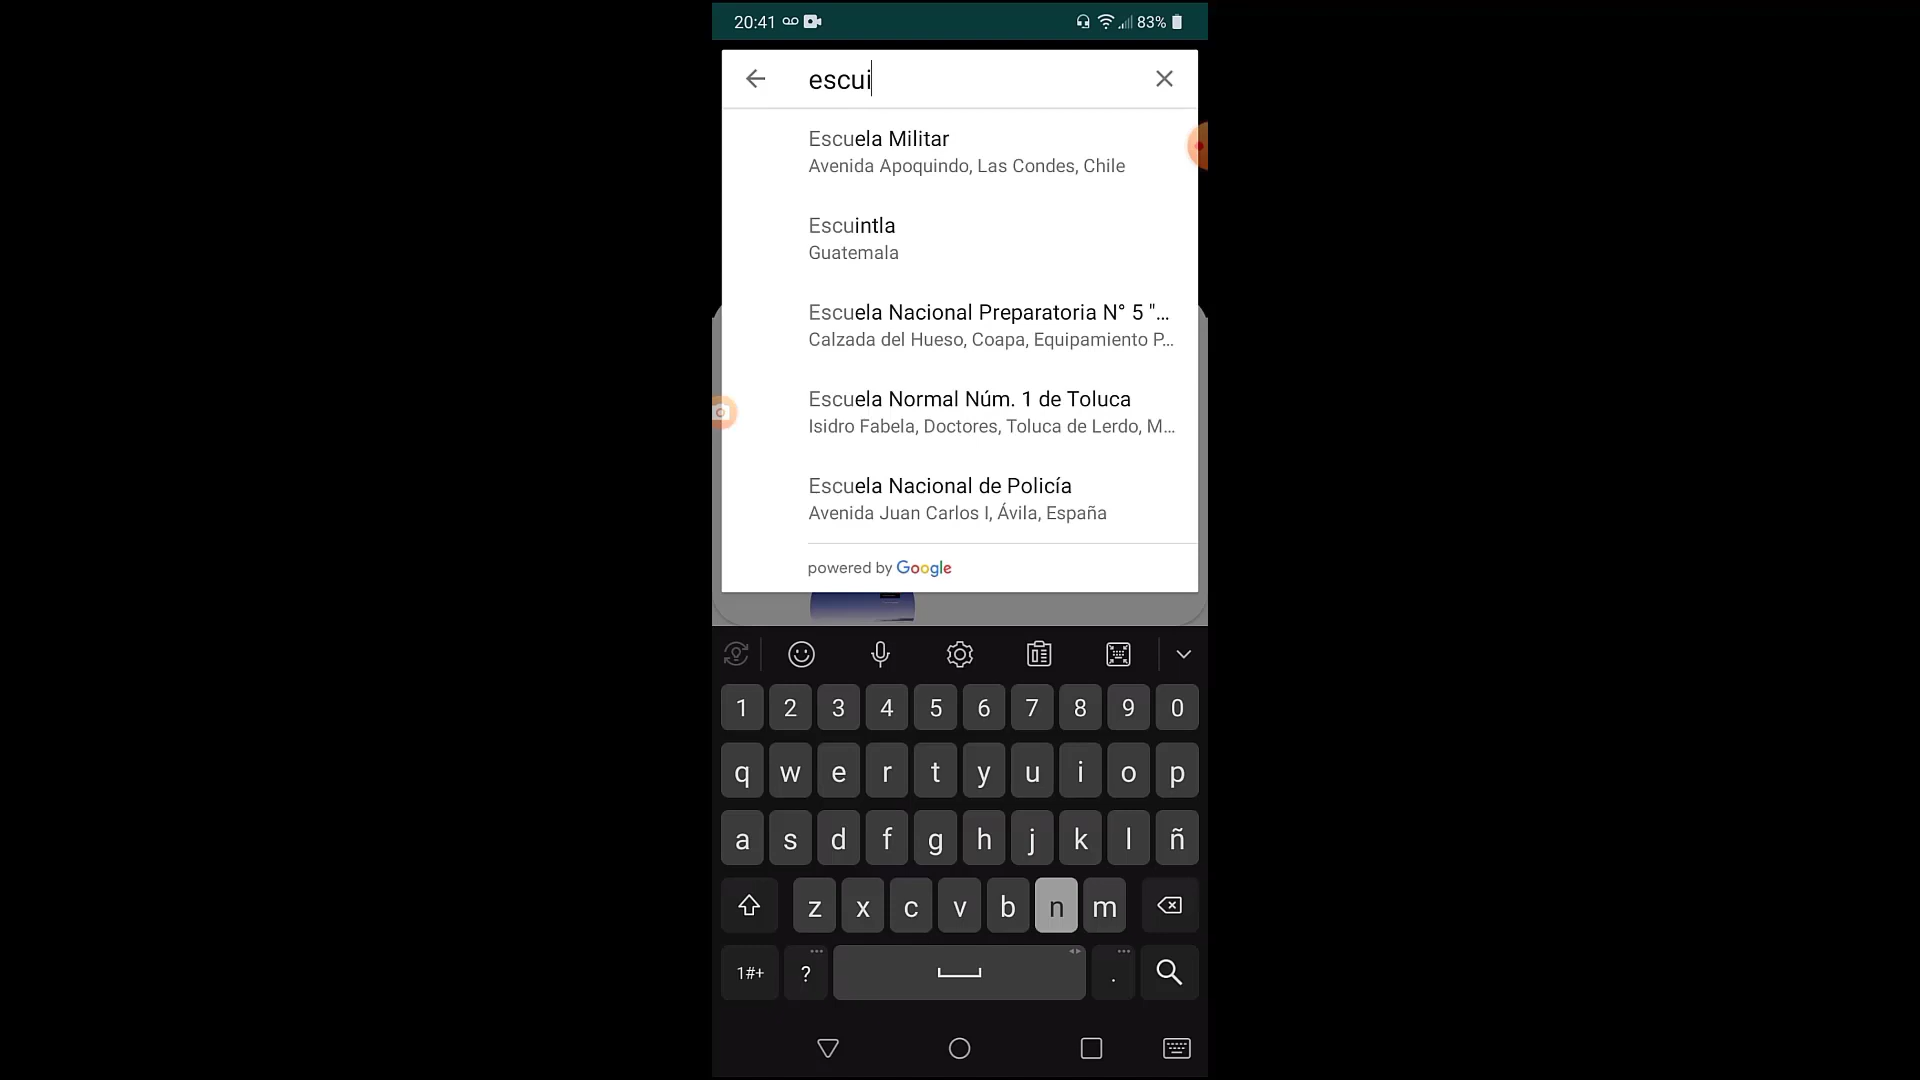 20:41 83%
escui
Escuela Militar
Avenida Apoquindo, Las Condes, Chile
Escuintla
Guatemala
Escuela Nacional Preparatoria N° 5 "...
Calzada del Hueso, Coapa, Equipamiento P...
Escuela Normal Núm. 1 de Toluca
Isidro Fabela, Doctores, Toluca de Lerdo, M...
Escuela Nacional de Policía
Avenida Juan Carlos I, Ávila, España
powered by Google
1 2 3 4 5 6 7 8 9 0
q w e r t y u i o p
a s d f g h j k l ñ
z x c v b n m
1#+ ? .